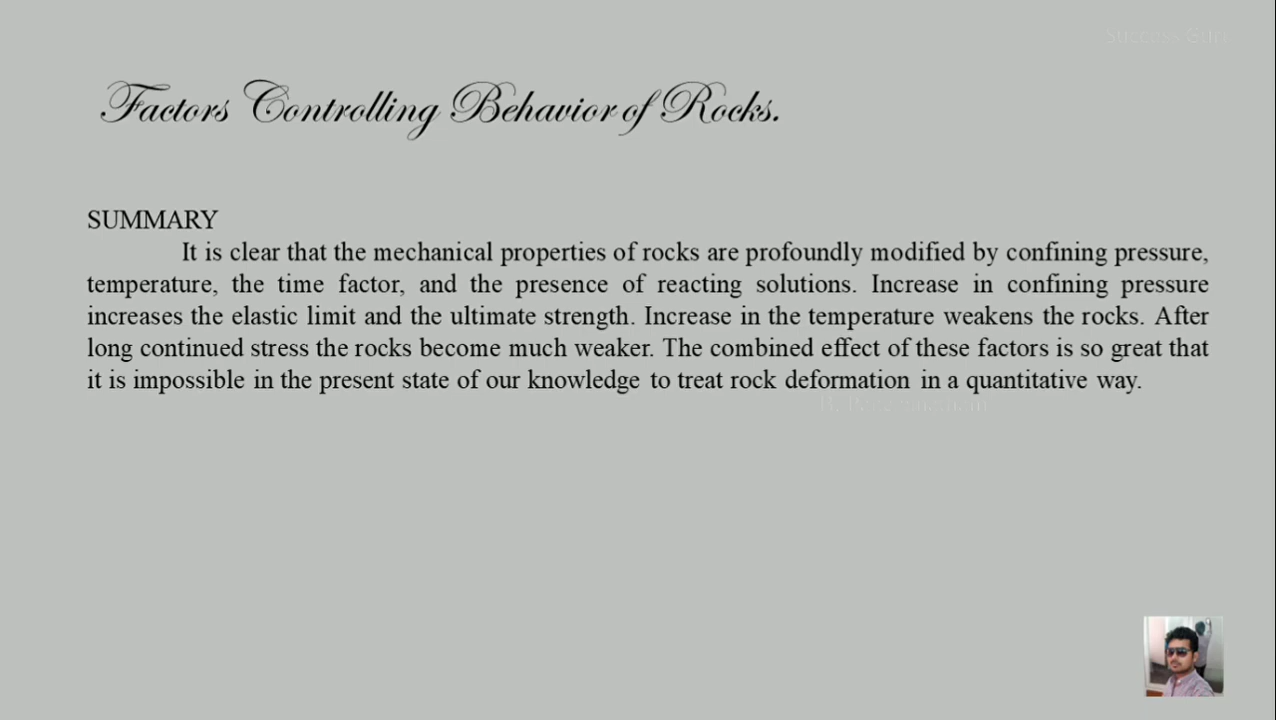 Success Guru
Factors Controlling Behavior of Rocks.
SUMMARY
It is clear that the mechanical properties of rocks are profoundly modified by confining pressure,
temperature, the time factor, and the presence of reacting solutions. Increase in confining pressure
increases the elastic limit and the ultimate strength. Increase in the temperature weakens the rocks. After
long continued stress the rocks become much weaker. The combined effect of these factors is so great that
it is impossible in the present state of our knowledge to treat rock deformation in a quantitative way.